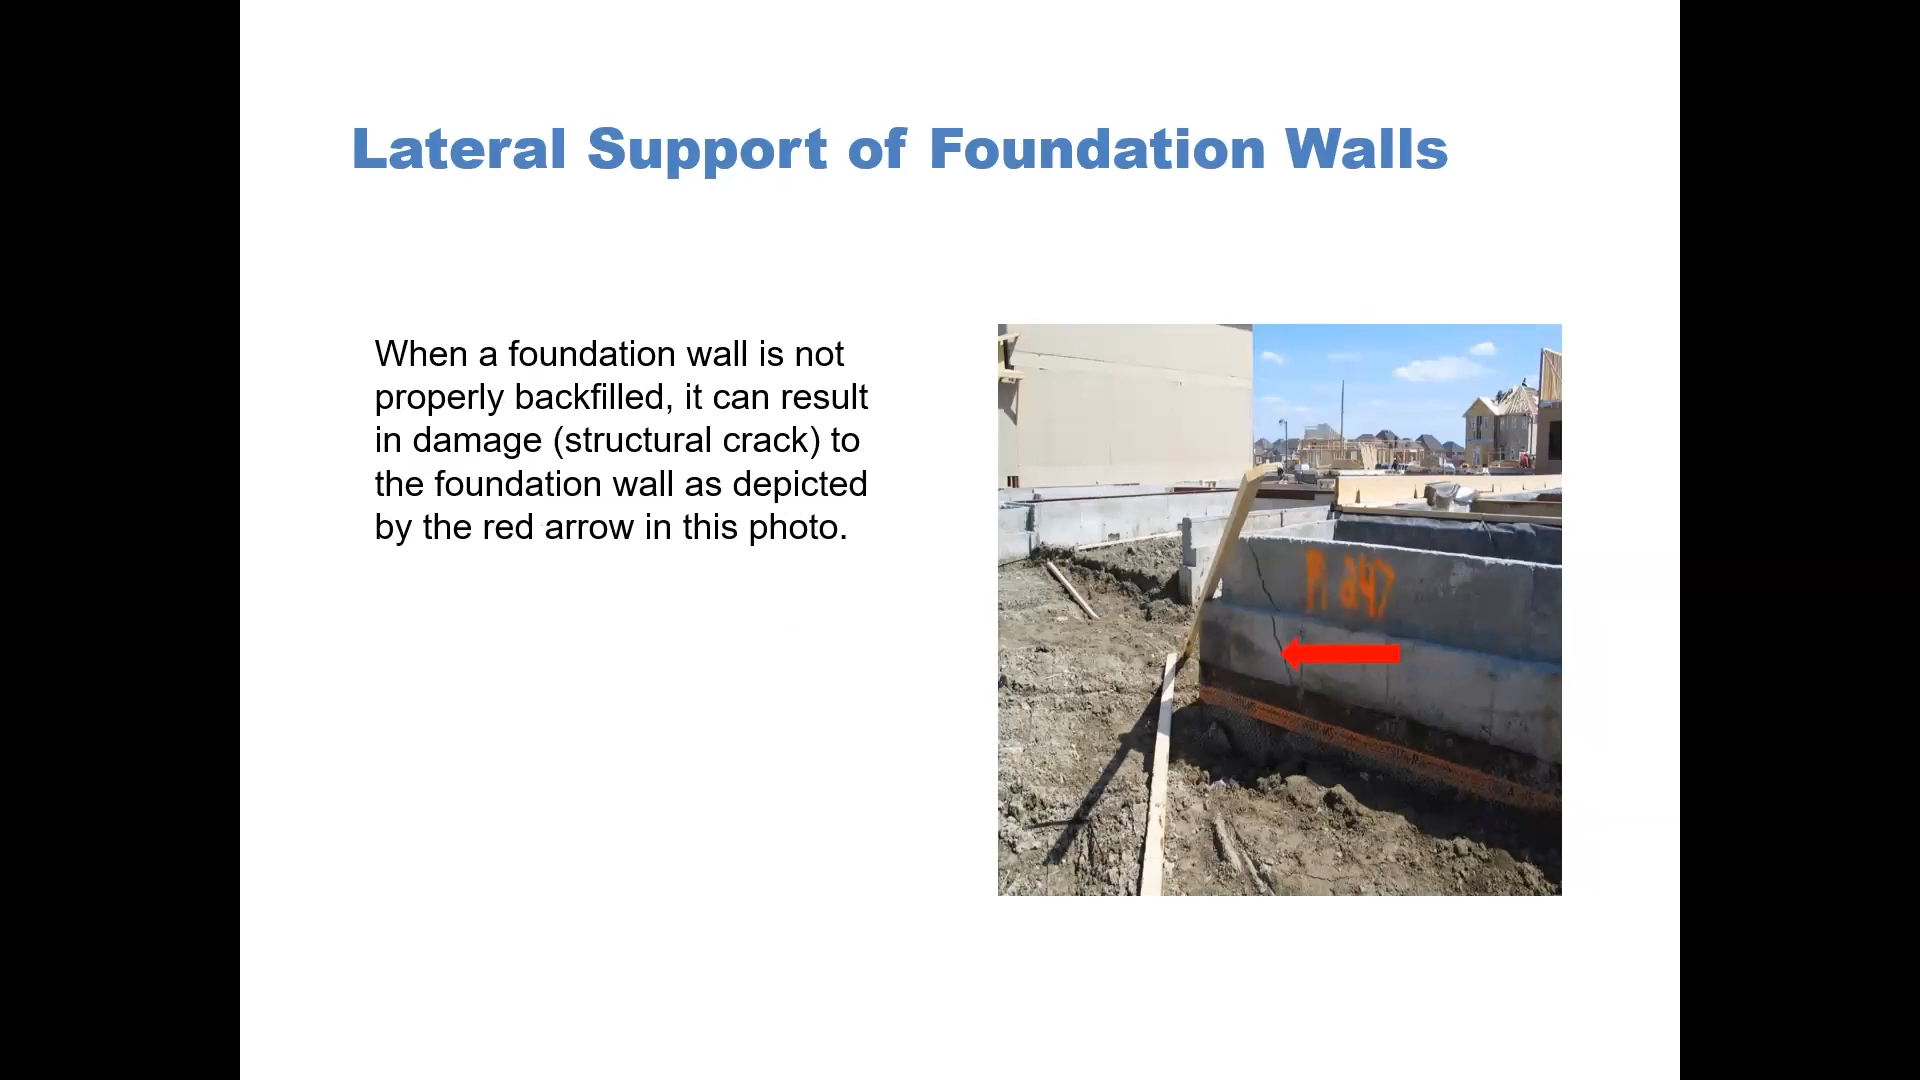 Lateral Support of Foundation Walls
When a foundation wall is not
properly backfilled, it can result
in damage (structural crack) to
the foundation wall as depicted
by the red arrow in this photo.